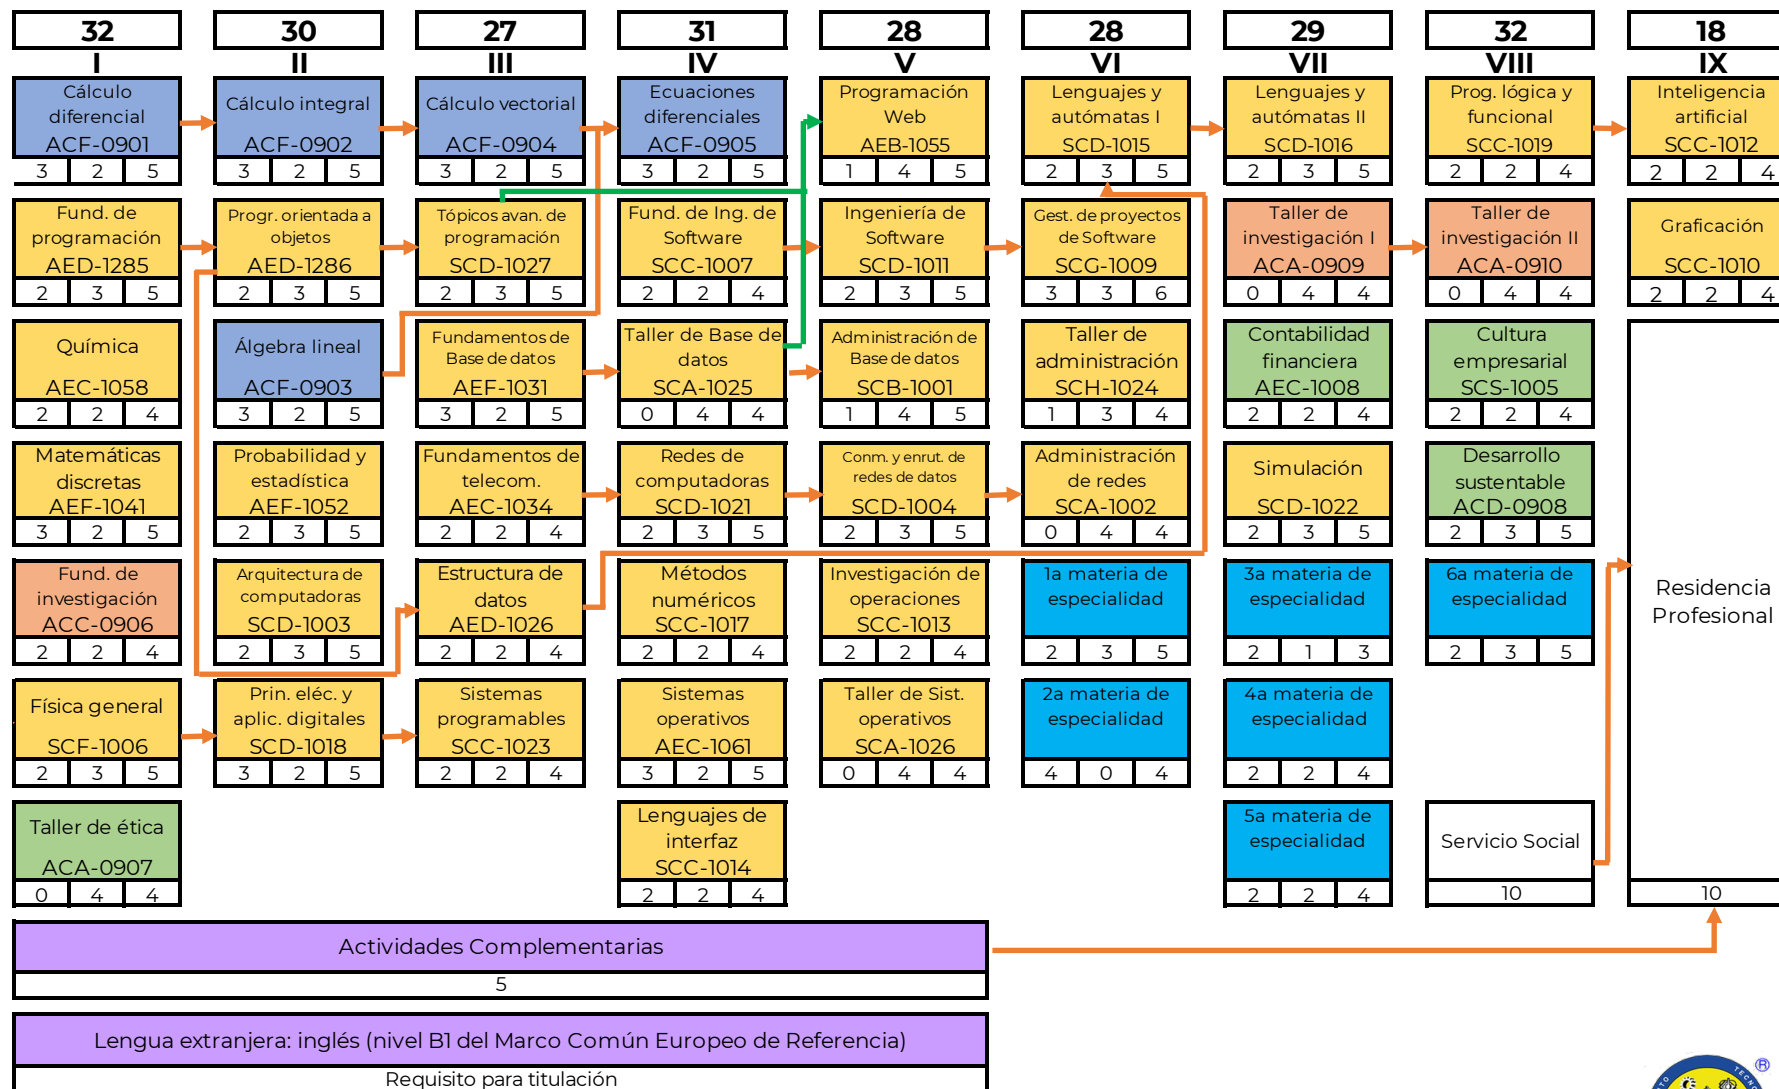 32 30 27 31 28 28 29 32 18
I II III IV V VI VII VIII IX
Cálculo
diferencial
ACF-0901
3 2 5
Cálculo integral
ACF-0902
3 2 5
Cálculo vectorial
ACF-0904
3 2 5
Ecuaciones
diferenciales
ACF-0905
3 2 5
Programación
Web
AEB-1055
1 4 5
Lenguajes y
autómatas I
SCD-1015
2 3 5
Lenguajes y
autómatas II
SCD-1016
2 3 5
Prog. lógica y
funcional
SCC-1019
2 2 4
Inteligencia
artificial
SCC-1012
2 2 4
Fund. de
programación
AED-1285
2 3 5
Progr. orientada a
objetos
AED-1286
2 3 5
Tópicos avan. de
programación
SCD-1027
2 3 5
Fund. de Ing. de
Software
SCC-1007
2 2 4
Ingeniería de
Software
SCD-1011
2 3 5
Gest. de proyectos
de Software
SCG-1009
3 3 6
Taller de
investigación I
ACA-0909
0 4 4
Taller de
investigación II
ACA-0910
0 4 4
Graficación
SCC-1010
2 2 4
Química
AEC-1058
2 2 4
Álgebra lineal
ACF-0903
3 2 5
Fundamentos de
Base de datos
AEF-1031
3 2 5
Taller de Base de
datos
SCA-1025
0 4 4
Administración de
Base de datos
SCB-1001
1 4 5
Taller de
administración
SCH-1024
1 3 4
Contabilidad
financiera
AEC-1008
2 2 4
Cultura
empresarial
SCS-1005
2 2 4
Matemáticas
discretas
AEF-1041
3 2 5
Probabilidad y
estadística
AEF-1052
2 3 5
Fundamentos de
telecom.
AEC-1034
2 2 4
Redes de
computadoras
SCD-1021
2 3 5
Conm. y enrut. de
redes de datos
SCD-1004
2 3 5
Administración
de redes
SCA-1002
0 4 4
Simulación
SCD-1022
2 3 5
Desarrollo
sustentable
ACD-0908
2 3 5
Fund. de
investigación
ACC-0906
2 2 4
Arquitectura de
computadoras
SCD-1003
2 3 5
Estructura de
datos
AED-1026
2 2 4
Métodos
numéricos
SCC-1017
2 2 4
Investigación de
operaciones
SCC-1013
2 2 4
1a materia de
especialidad
2 3 5
3a materia de
especialidad
2 1 3
6a materia de
especialidad
2 3 5
Residencia
Profesional
10
Física general
SCF-1006
2 3 5
Prin. eléc. y
aplic. digitales
SCD-1018
3 2 5
Sistemas
programables
SCC-1023
2 2 4
Sistemas
operativos
AEC-1061
3 2 5
Taller de Sist.
operativos
SCA-1026
0 4 4
2a materia de
especialidad
4 0 4
4a materia de
especialidad
2 2 4
Taller de ética
ACA-0907
0 4 4
Lenguajes de
interfaz
SCC-1014
2 2 4
5a materia de
especialidad
2 2 4
Servicio Social
10
Actividades Complementarias
5
Lengua extranjera: inglés (nivel B1 del Marco Común Europeo de Referencia)
Requisito para titulación
®